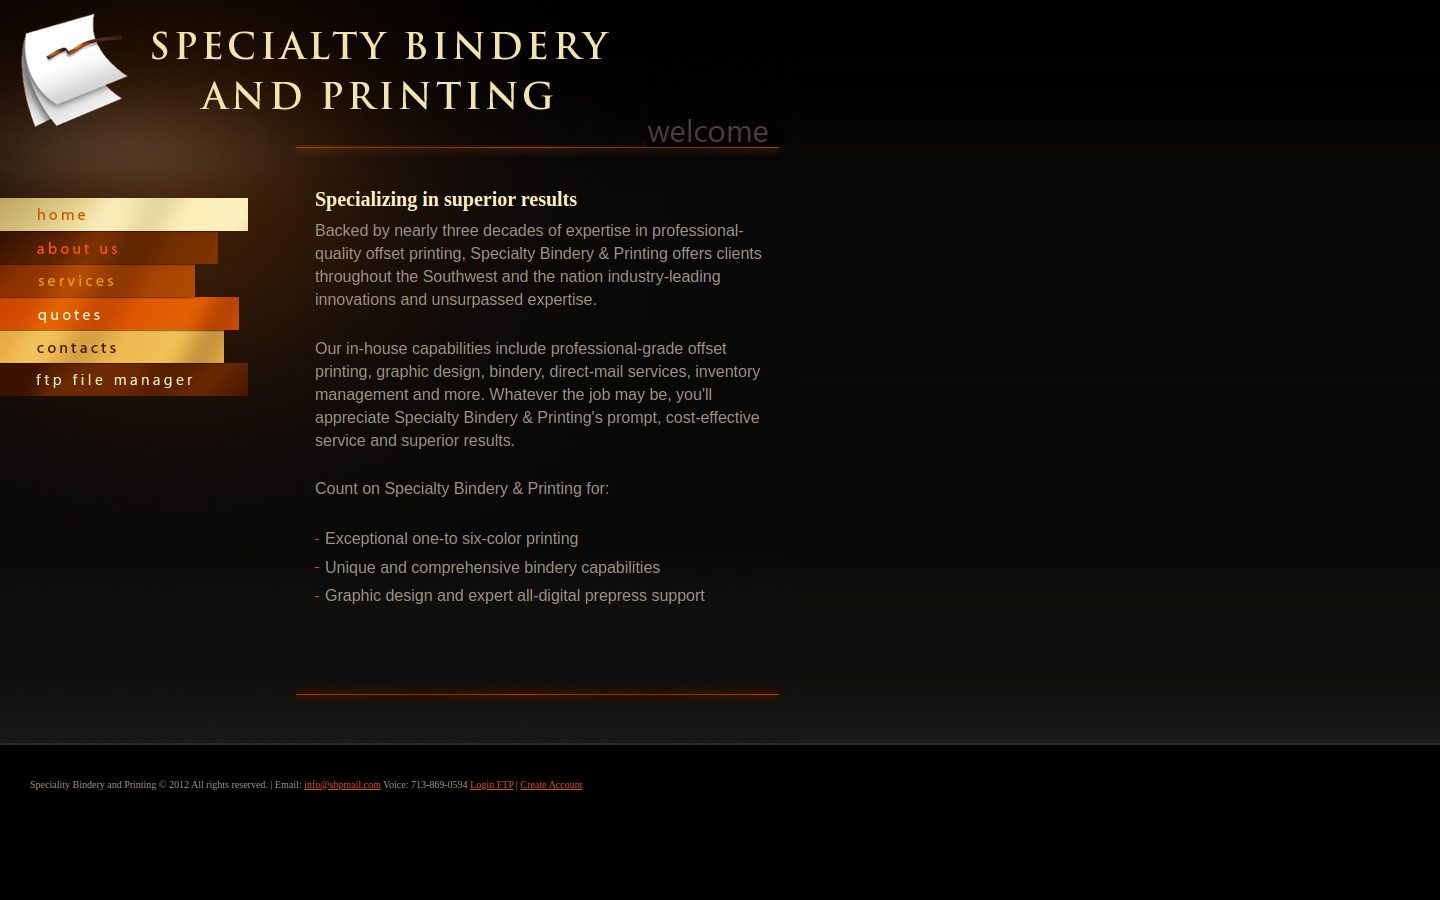 SPECIALTY BINDERY
AND PRINTING
welcome
home
about us
services
quotes
contacts
ftp file manager
Specializing in superior results
Backed by nearly three decades of expertise in professional-
quality offset printing, Specialty Bindery & Printing offers clients
throughout the Southwest and the nation industry-leading
innovations and unsurpassed expertise.
Our in-house capabilities include professional-grade offset
printing, graphic design, bindery, direct-mail services, inventory
management and more. Whatever the job may be, you'll
appreciate Specialty Bindery & Printing's prompt, cost-effective
service and superior results.
Count on Specialty Bindery & Printing for:
- Exceptional one-to six-color printing
- Unique and comprehensive bindery capabilities
- Graphic design and expert all-digital prepress support
Speciality Bindery and Printing © 2012 All rights reserved. | Email: info@sbpmail.com Voice: 713-869-0594 Login FTP | Create Account